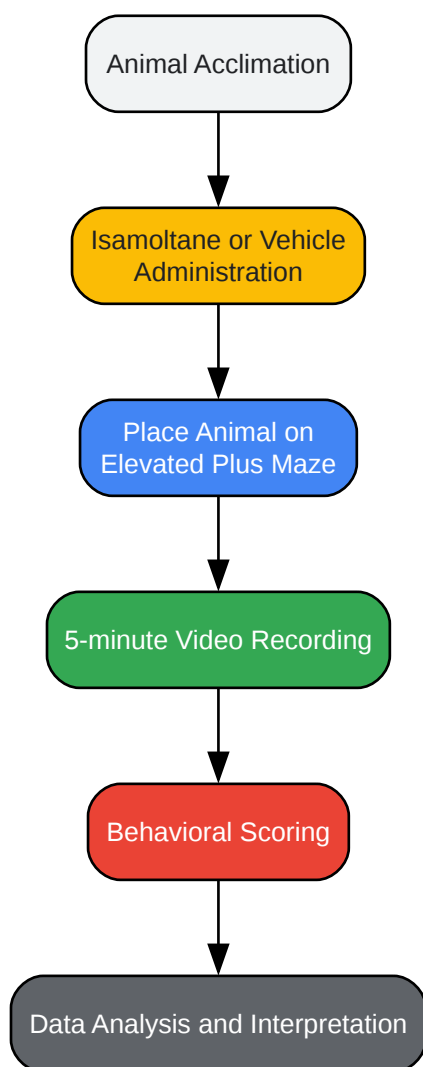 Animal Acclimation
Isamoltane or Vehicle
Administration
Place Animal on
Elevated Plus Maze
5-minute Video Recording
Behavioral Scoring
Data Analysis and Interpretation